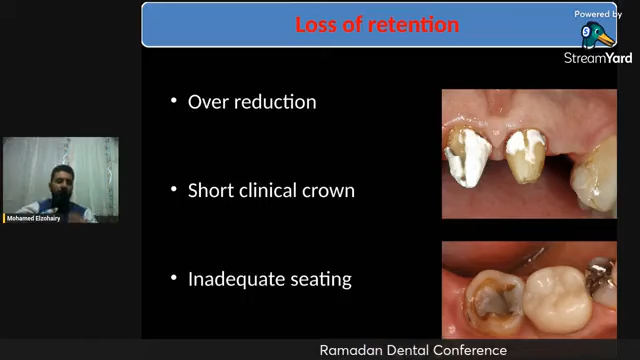 Loss of retention
Powered by
StreamYard
• Over reduction
• Short clinical crown
Mohamed Elzohairy
• Inadequate seating
Ramadan Dental Conference